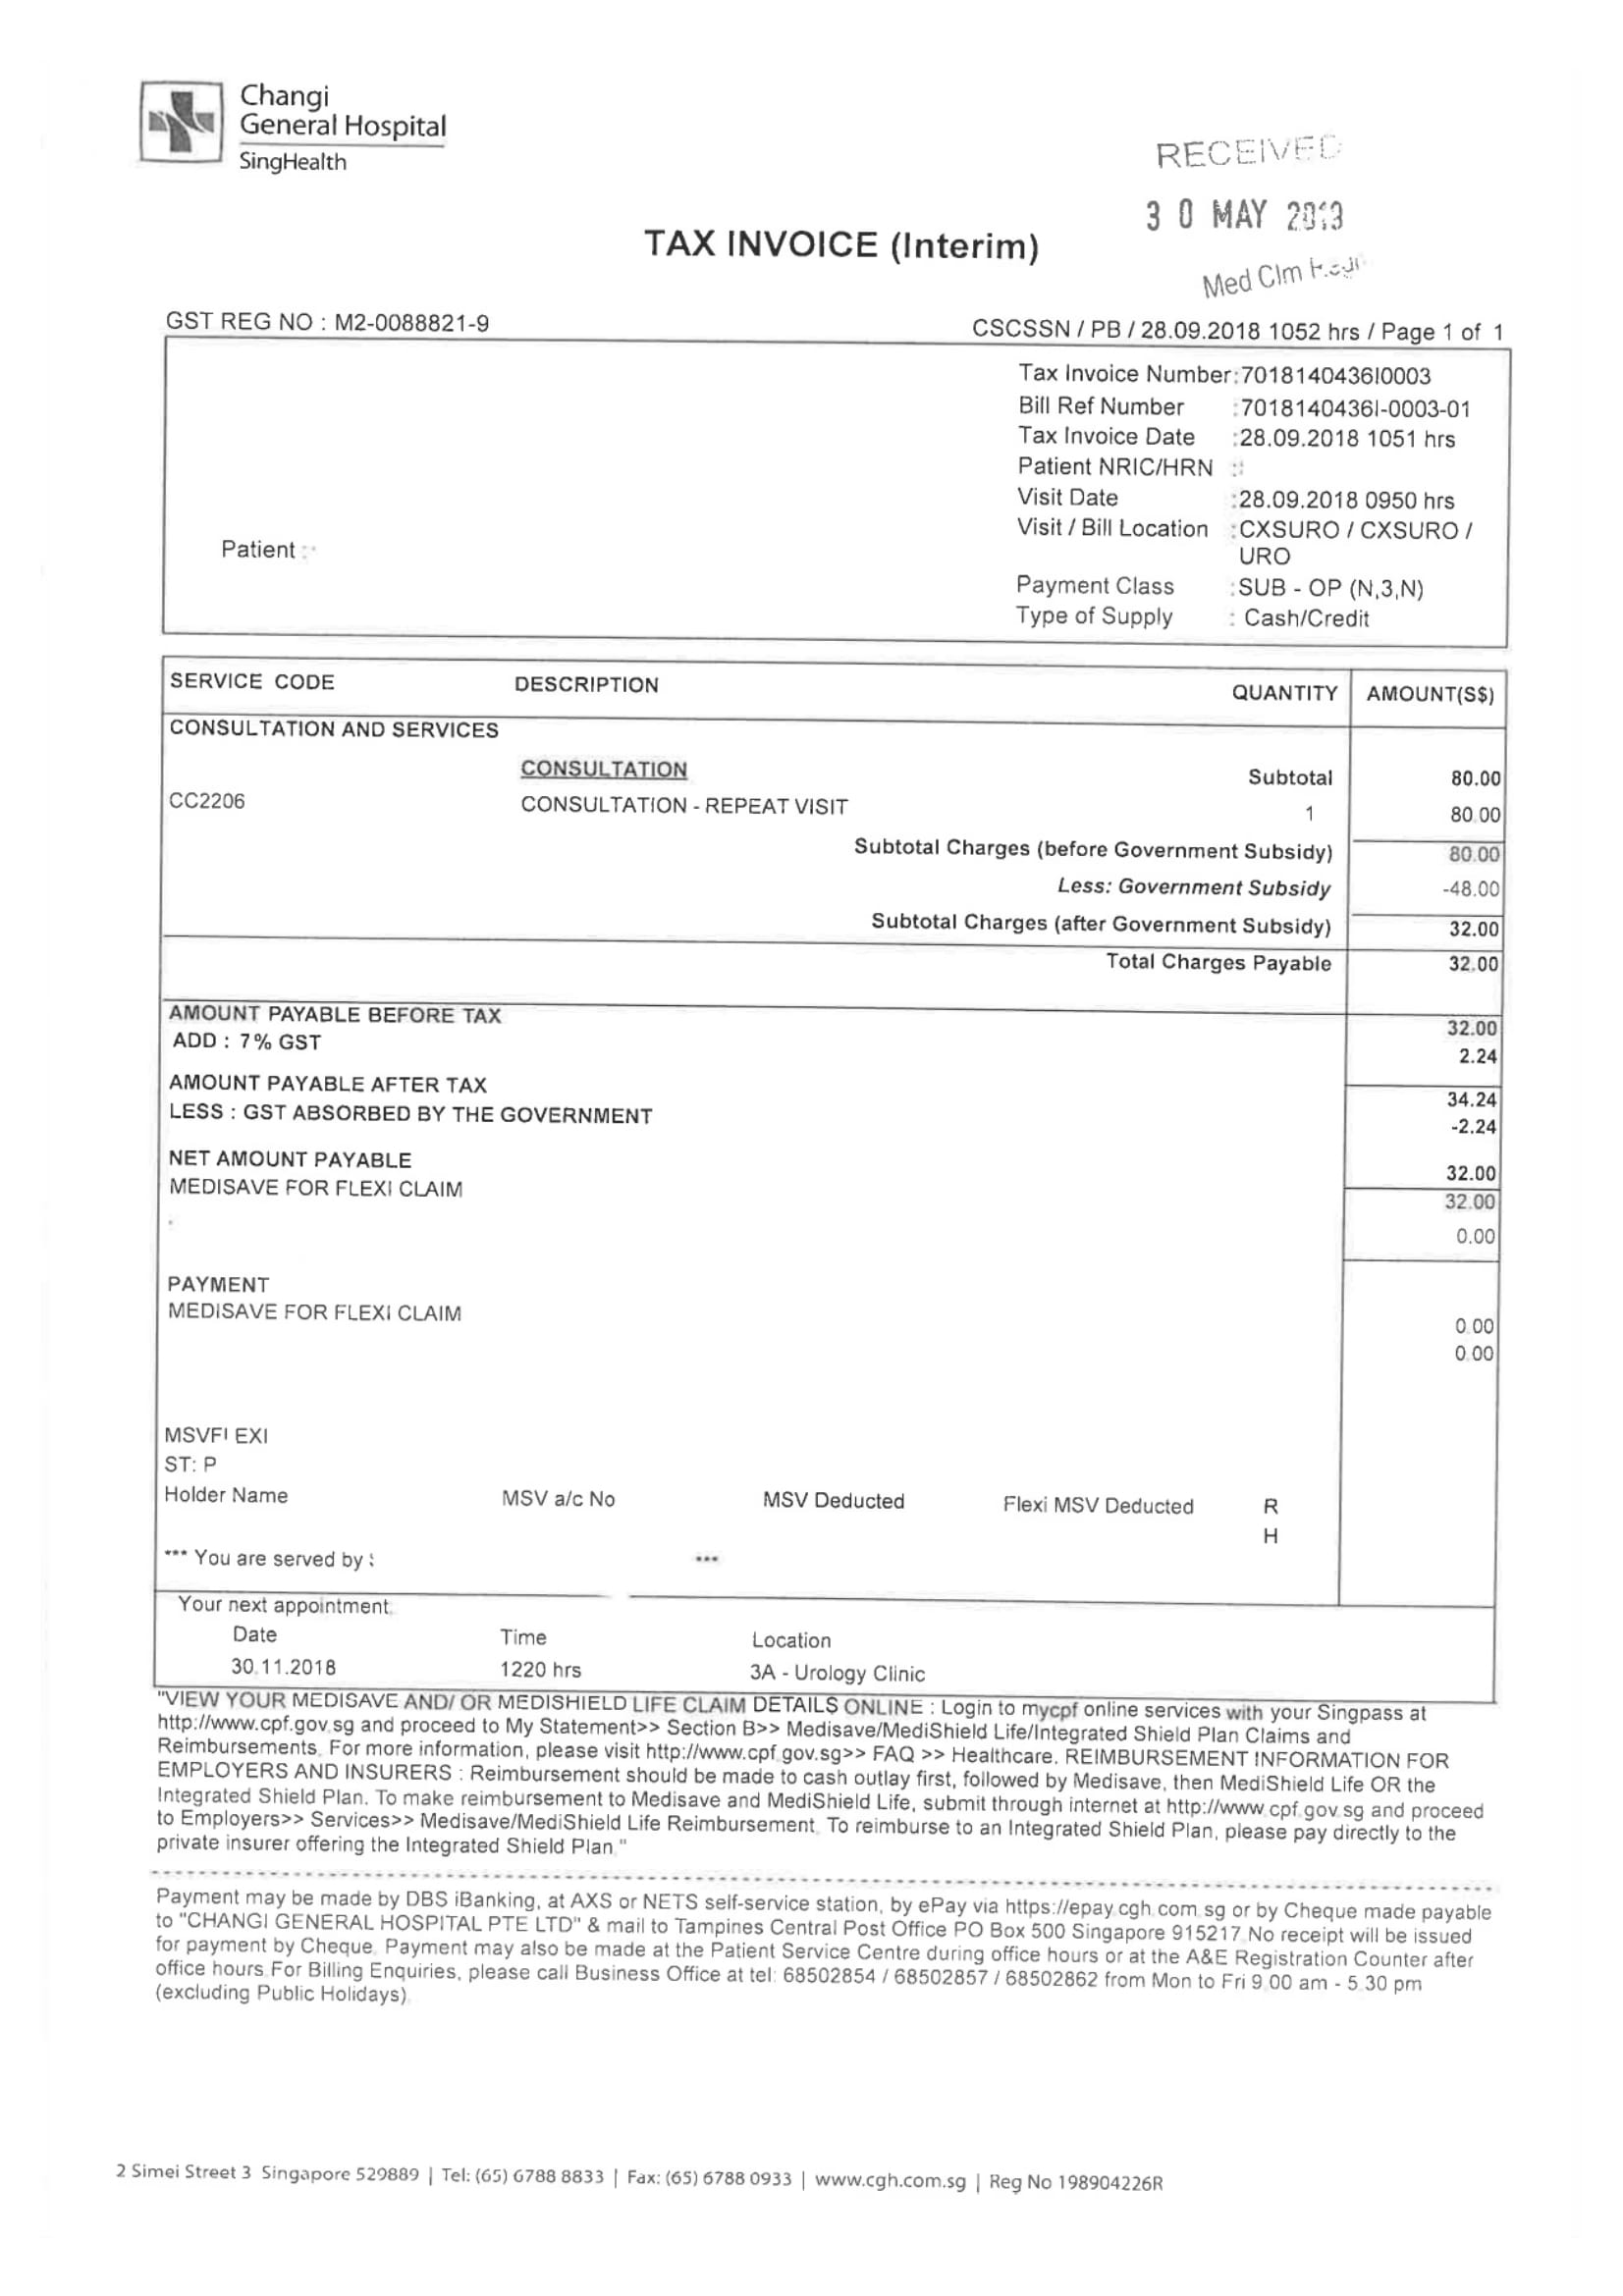 Changi
General Hospital
SingHealth
RECEIVED
30 MAY 2019
Med Clm
TAX INVOICE (Interim)
GST REG NO : M2-0088821-9
CSCSSN / PB / 28.09.2018 1052 hrs / Page 1 of 1
Tax Invoice Number:7018140436I0003
Bill Ref Number :7018140436I-0003-01
Tax Invoice Date :28.09.2018 1051 hrs
Patient NRIC/HRN :
Visit Date :28.09.2018 0950 hrs
Visit / Bill Location :CXSURO / CXSURO /
URO
Patient :
Payment Class :SUB - OP (N,3,N)
Type of Supply : Cash/Credit
SERVICE CODE DESCRIPTION QUANTITY AMOUNT(S$)
CONSULTATION AND SERVICES
CONSULTATION Subtotal 80.00
CC2206 CONSULTATION - REPEAT VISIT 1 80.00
Subtotal Charges (before Government Subsidy) 80.00
Less: Government Subsidy -48.00
Subtotal Charges (after Government Subsidy) 32.00
Total Charges Payable 32.00
AMOUNT PAYABLE BEFORE TAX 32.00
ADD : 7% GST 2.24
AMOUNT PAYABLE AFTER TAX 34.24
LESS : GST ABSORBED BY THE GOVERNMENT -2.24
NET AMOUNT PAYABLE 32.00
MEDISAVE FOR FLEXI CLAIM 32.00
. 0.00
PAYMENT
MEDISAVE FOR FLEXI CLAIM 0.00
0.00
MSVFLEXI
ST: P
Holder Name MSV a/c No MSV Deducted Flexi MSV Deducted R
H
*** You are served by : ***
Your next appointment
Date Time Location
30.11.2018 1220 hrs 3A - Urology Clinic
"VIEW YOUR MEDISAVE AND/ OR MEDISHIELD LIFE CLAIM DETAILS ONLINE : Login to mycpf online services with your Singpass at
http://www.cpf.gov.sg and proceed to My Statement>> Section B>> Medisave/MediShield Life/Integrated Shield Plan Claims and
Reimbursements. For more information, please visit http://www.cpf.gov.sg>> FAQ >> Healthcare. REIMBURSEMENT INFORMATION FOR
EMPLOYERS AND INSURERS : Reimbursement should be made to cash outlay first, followed by Medisave, then MediShield Life OR the
Integrated Shield Plan. To make reimbursement to Medisave and MediShield Life, submit through internet at http://www.cpf.gov.sg and proceed
to Employers>> Services>> Medisave/MediShield Life Reimbursement. To reimburse to an Integrated Shield Plan, please pay directly to the
private insurer offering the Integrated Shield Plan."
Payment may be made by DBS iBanking, at AXS or NETS self-service station, by ePay via https://epay.cgh.com.sg or by Cheque made payable
to "CHANGI GENERAL HOSPITAL PTE LTD" & mail to Tampines Central Post Office PO Box 500 Singapore 915217.No receipt will be issued
for payment by Cheque. Payment may also be made at the Patient Service Centre during office hours or at the A&E Registration Counter after
office hours.For Billing Enquiries, please call Business Office at tel: 68502854 / 68502857 / 68502862 from Mon to Fri 9.00 am - 5.30 pm
(excluding Public Holidays).
2 Simei Street 3 Singapore 529889 | Tel: (65) 6788 8833 | Fax: (65) 6788 0933 | www.cgh.com.sg | Reg No 198904226R